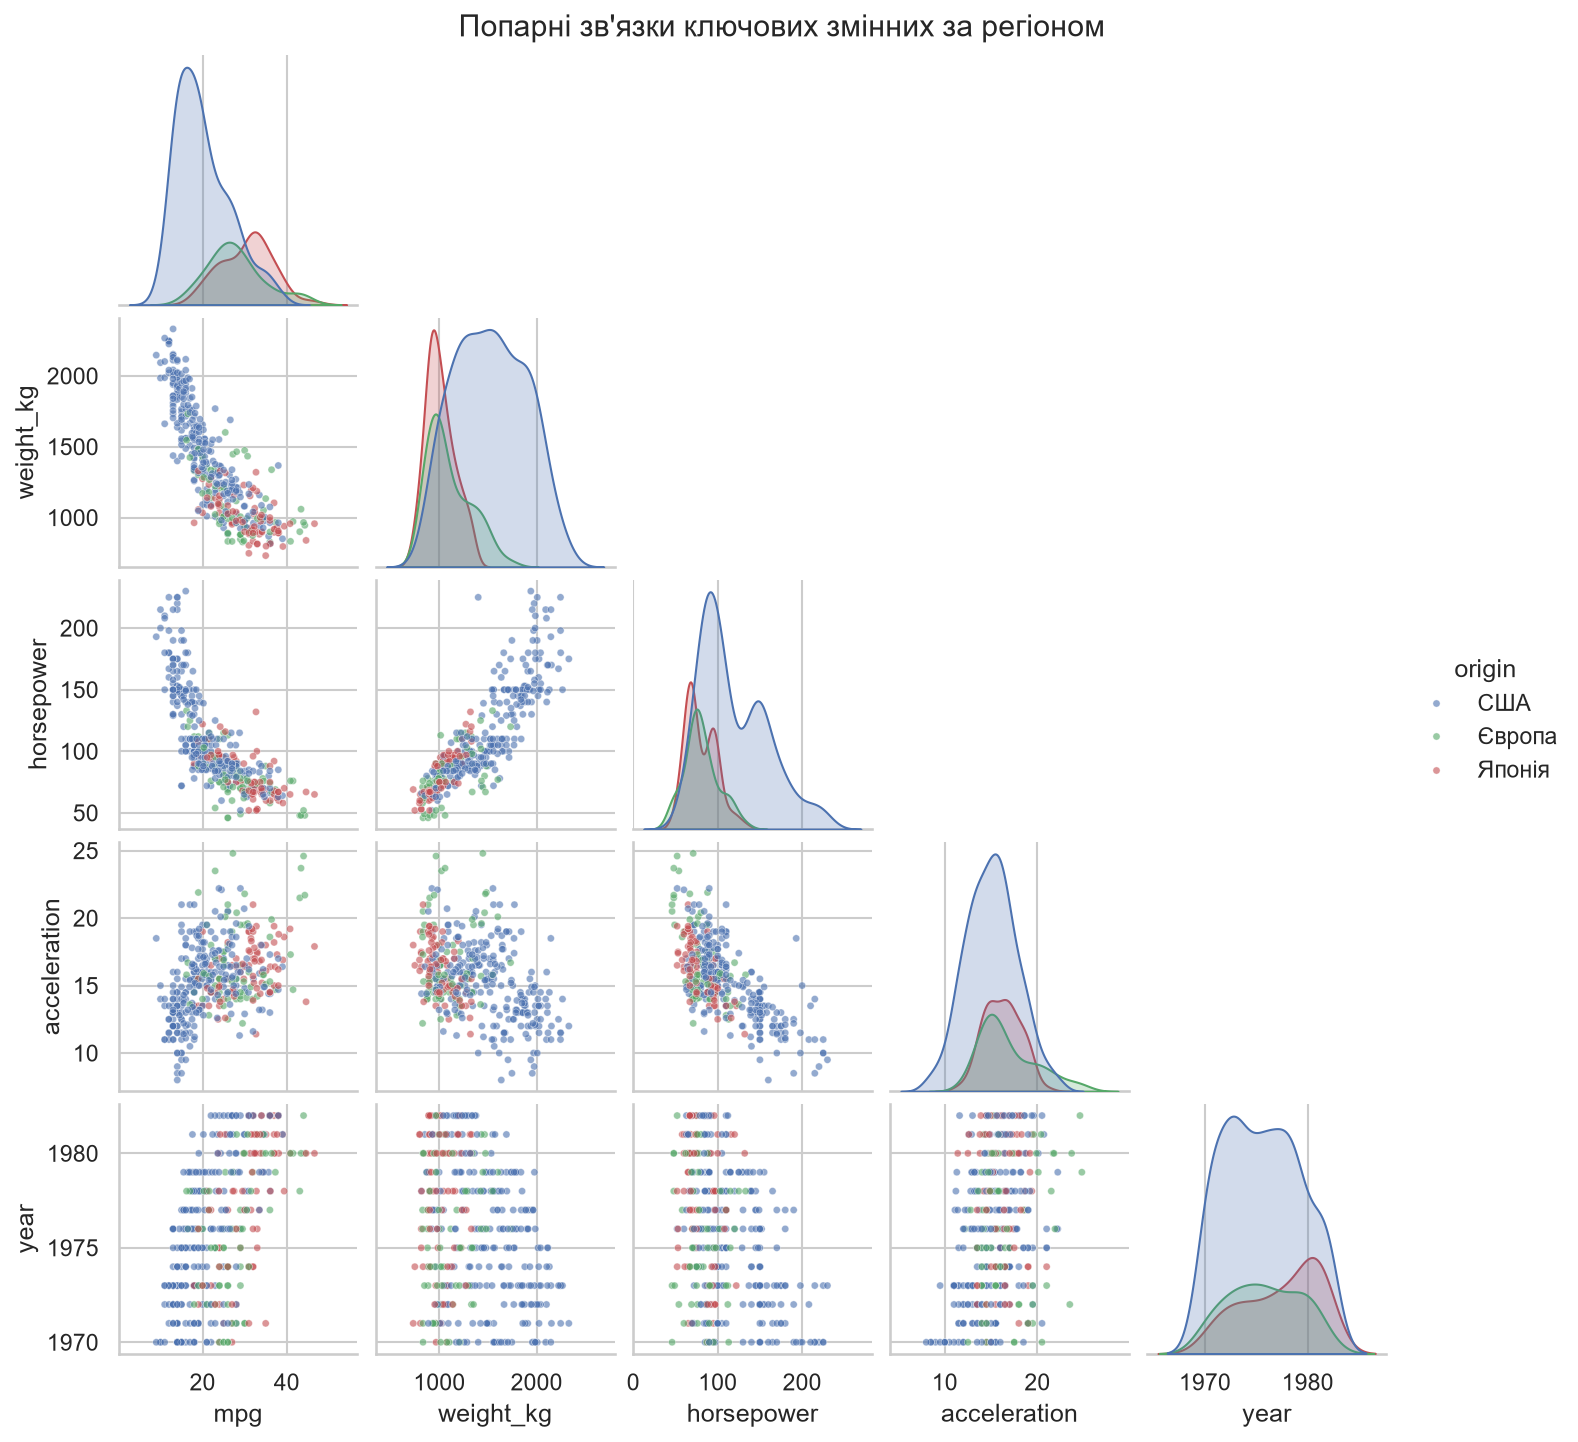 Попарні зв'язки ключових змінних за регіоном
weight_kg
2000
1500
1000
horsepower
200
150
100
50
acceleration
25
20
15
10
year
1980
1975
1970
20 40
mpg
1000 2000
weight_kg
0 100 200
horsepower
10 20
acceleration
1970 1980
year
origin
США
Європа
Японія